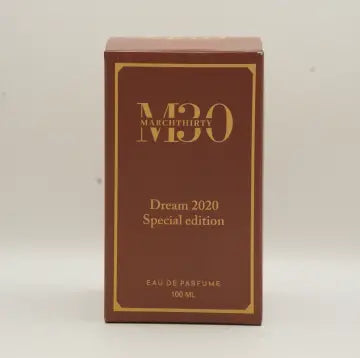 M30
MARCHTHIRTY
Dream 2020
Special edition
EAU DE PARFUME
100 ML